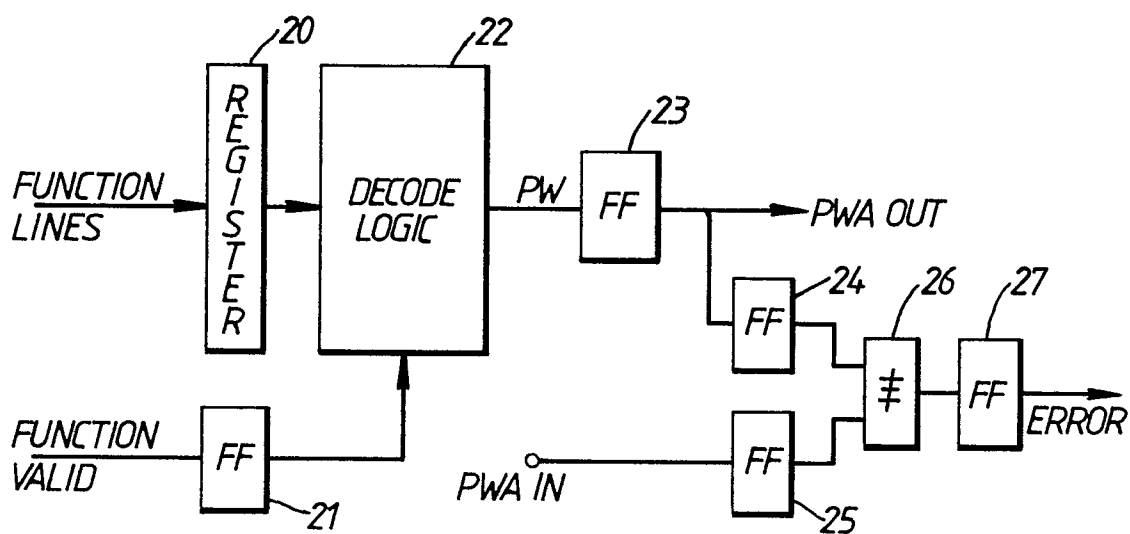 20
22
REGISTER
23
FUNCTION
LINES
DECODE
LOGIC
PW
FF
PWA OUT
24
26
27
FF
≢
FF
ERROR
FUNCTION
VALID
FF
21
PWA IN
FF
25